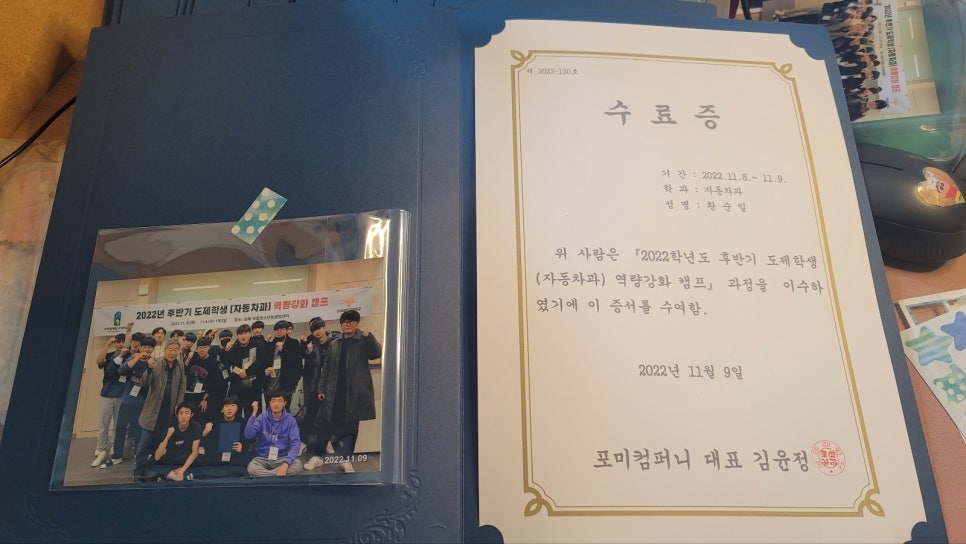 2022년 후반기 도제학생 (자동차과) 역량강화 캠프
2022.11.09
제 2022-130호
수료증
기 간 : 2022.11.8.~ 11.9.
학 과 : 자동차과
성 명 : 황순일
위 사람은 『2022학년도 후반기 도제학생
(자동차과) 역량강화 캠프』 과정을 이수하
였기에 이 증서를 수여함.
2022년 11월 9일
포미컴퍼니 대표 김윤정